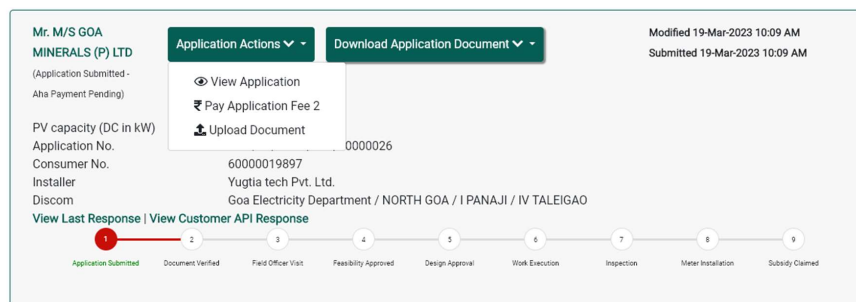 Mr. M/S GOA
MINERALS (P) LTD
(Application Submitted -
Aha Payment Pending)
Application Actions
Download Application Document
Modified 19-Mar-2023 10:09 AM
Submitted 19-Mar-2023 10:09 AM
View Application
₹ Pay Application Fee 2
Upload Document
PV capacity (DC in kW)
Application No. 0000026
Consumer No. 60000019897
Installer Yugtia tech Pvt. Ltd.
Discom Goa Electricity Department / NORTH GOA / I PANAJI / IV TALEIGAO
View Last Response | View Customer API Response
1 2 3 4 5 6 7 8 9
Application Submitted Document Verified Field Officer Visit Feasibility Approved Design Approval Work Execution Inspection Meter Installation Subsidy Claimed